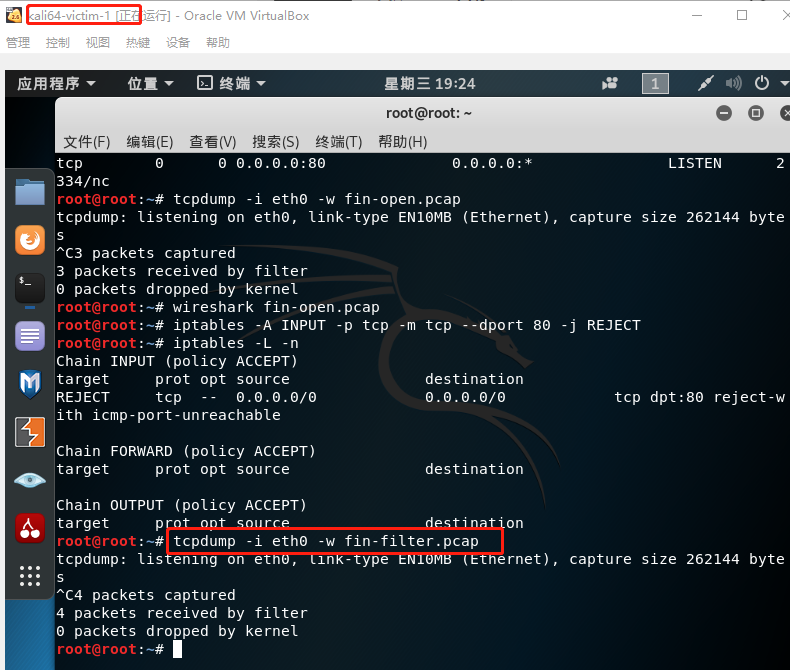 kali64-victim-1 [正在运行] - Oracle VM VirtualBox
管理 控制 视图 热键 设备 帮助
应用程序 位置 终端 星期三 19:24 1
root@root: ~
文件(F) 编辑(E) 查看(V) 搜索(S) 终端(T) 帮助(H)
tcp 0 0 0.0.0.0:80 0.0.0.0:* LISTEN 2
334/nc
root@root:~# tcpdump -i eth0 -w fin-open.pcap
tcpdump: listening on eth0, link-type EN10MB (Ethernet), capture size 262144 byte
s
^C3 packets captured
3 packets received by filter
0 packets dropped by kernel
root@root:~# wireshark fin-open.pcap
root@root:~# iptables -A INPUT -p tcp -m tcp --dport 80 -j REJECT
root@root:~# iptables -L -n
Chain INPUT (policy ACCEPT)
target prot opt source destination
REJECT tcp -- 0.0.0.0/0 0.0.0.0/0 tcp dpt:80 reject-w
ith icmp-port-unreachable
Chain FORWARD (policy ACCEPT)
target prot opt source destination
Chain OUTPUT (policy ACCEPT)
target prot opt source destination
root@root:~# tcpdump -i eth0 -w fin-filter.pcap
tcpdump: listening on eth0, link-type EN10MB (Ethernet), capture size 262144 byte
s
^C4 packets captured
4 packets received by filter
0 packets dropped by kernel
root@root:~#